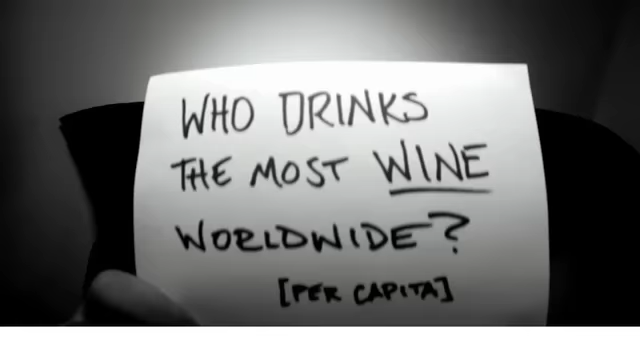 WHO DRINKS
THE MOST WINE
WORLDWIDE?
[PER CAPITA]